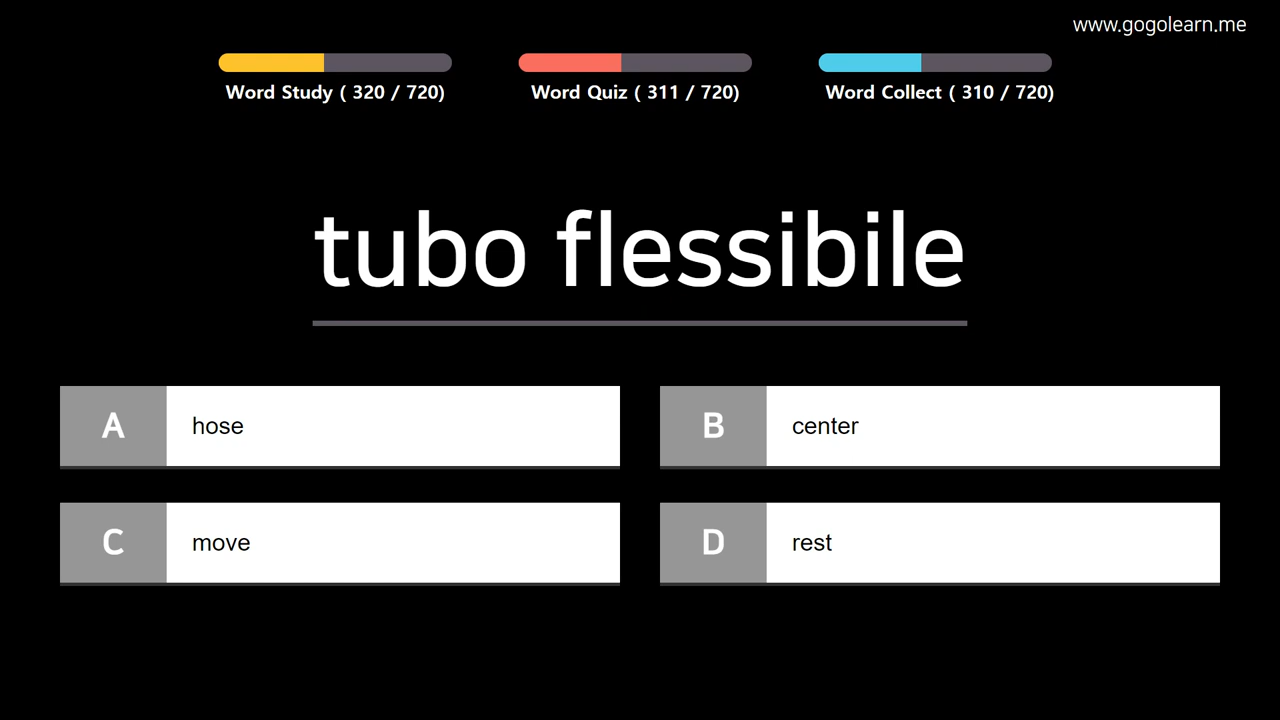 www.gogolearn.me
Word Study ( 320 / 720)
Word Quiz ( 311 / 720)
Word Collect ( 310 / 720)
tubo flessibile
A hose
B center
C move
D rest